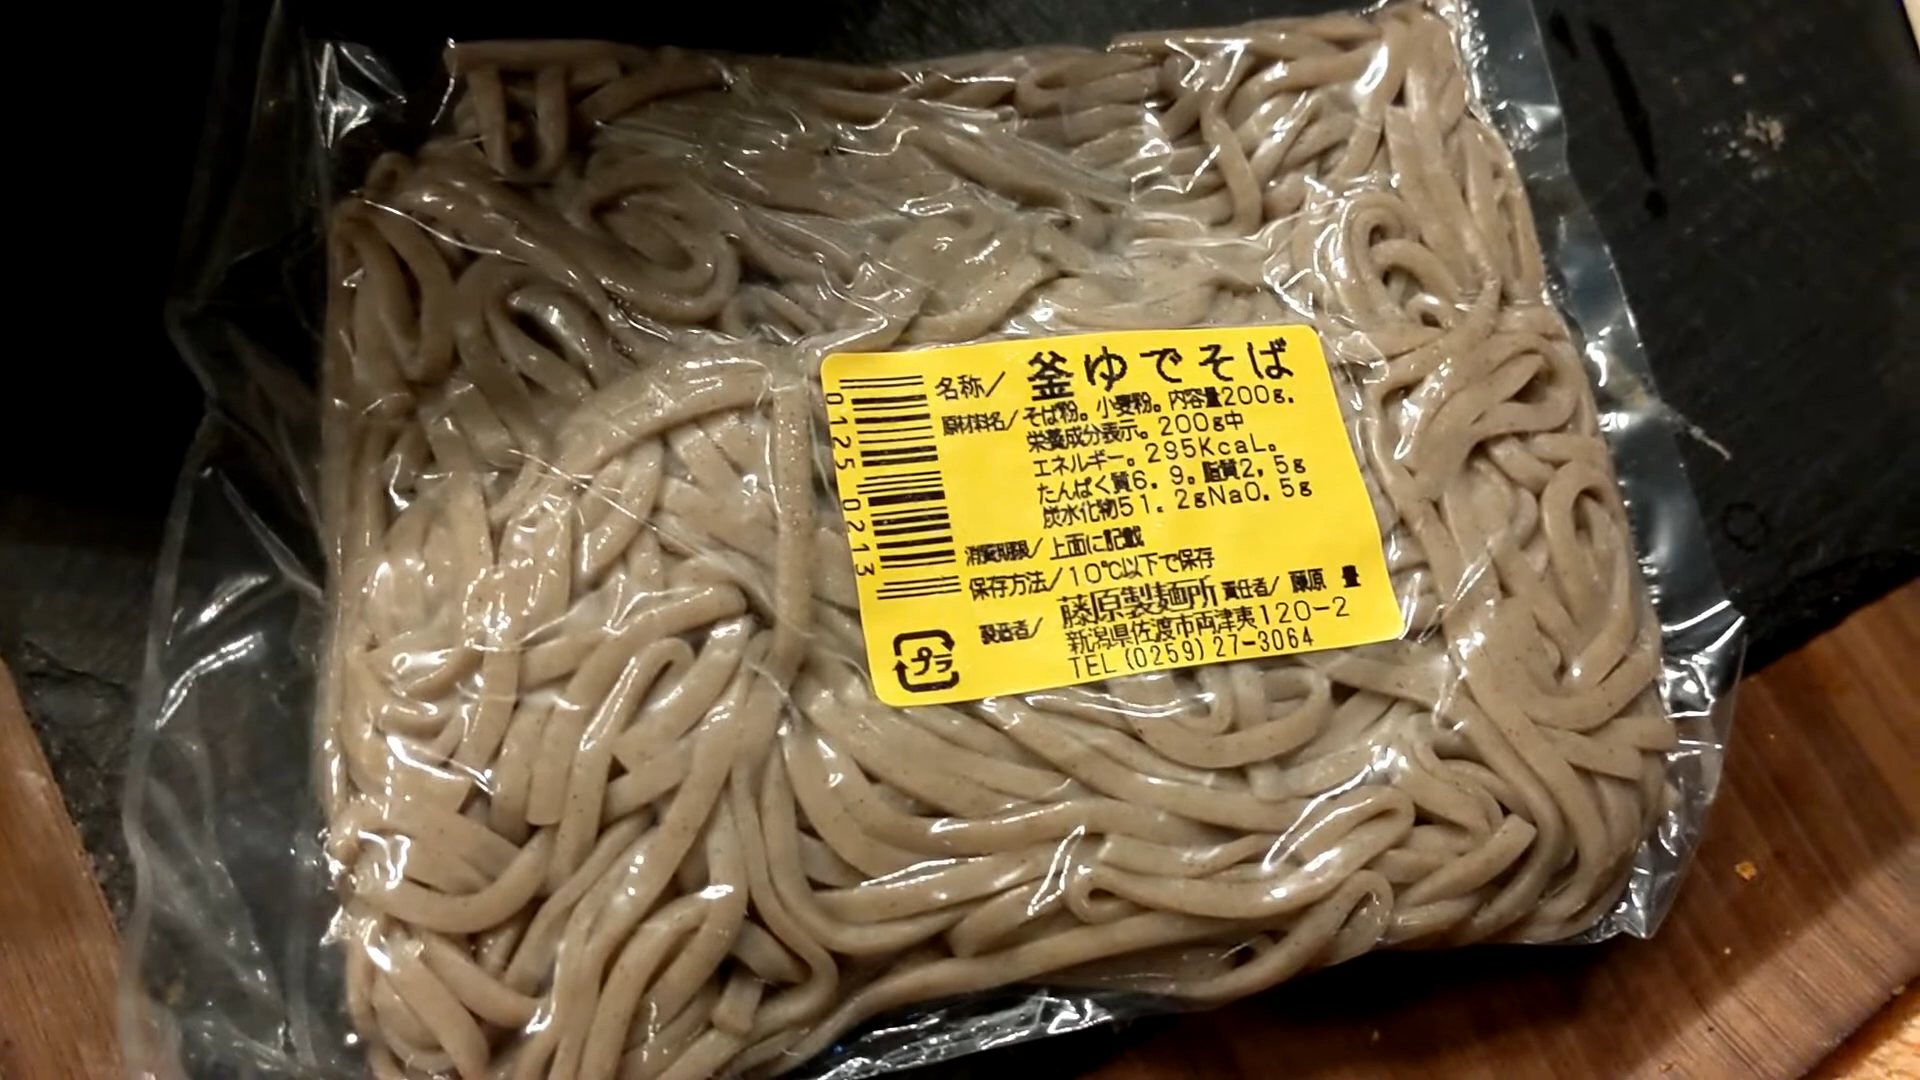 名称/ 釜ゆでそば
原材料名/そば粉。小麦粉。内容量200g.
栄養成分表示。200g中
エネルギー。295KcaL。
たんぱく質6.9。脂質2.5g
炭水化物51.2gNa0.5g
消費期限/上面に記載
保存方法/10℃以下で保存
製造者/ 藤原製麺所 責任者/ 藤原 量
新潟県佐渡市両津夷120-2
TEL(0259)27-3064
プラ
0125 0213